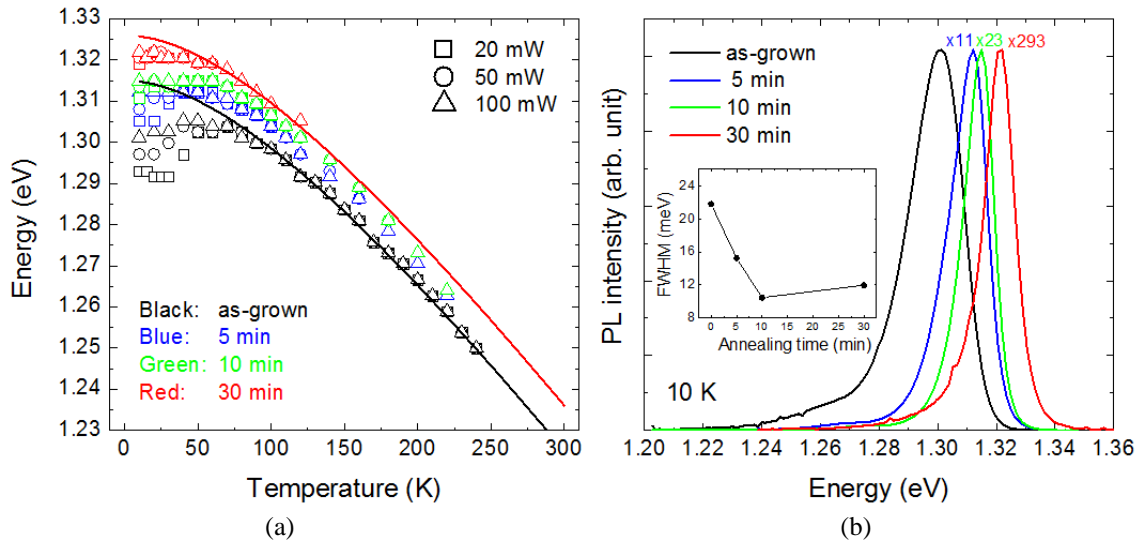 1.33
1.32
1.31
1.30
1.29
1.28
1.27
1.26
1.25
1.24
1.23
Energy (eV)
20 mW
50 mW
100 mW
Black: as-grown
Blue: 5 min
Green: 10 min
Red: 30 min
0 50 100 150 200 250 300
Temperature (K)
(a)
PL intensity (arb. unit)
as-grown
5 min
10 min
30 min
x11 x23 x293
24
20
16
12
8
FWHM (meV)
0 5 10 15 20 25 30
Annealing time (min)
10 K
1.20 1.22 1.24 1.26 1.28 1.30 1.32 1.34 1.36
Energy (eV)
(b)